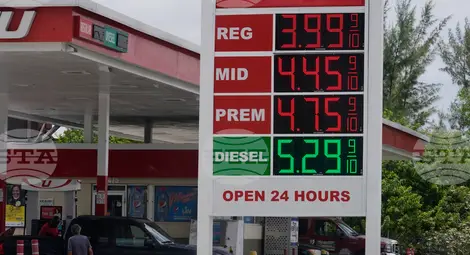 REG 3.99 9/10
MID 4.45 9/10
PREM 4.75 9/10
DIESEL 5.29 9/10
OPEN 24 HOURS